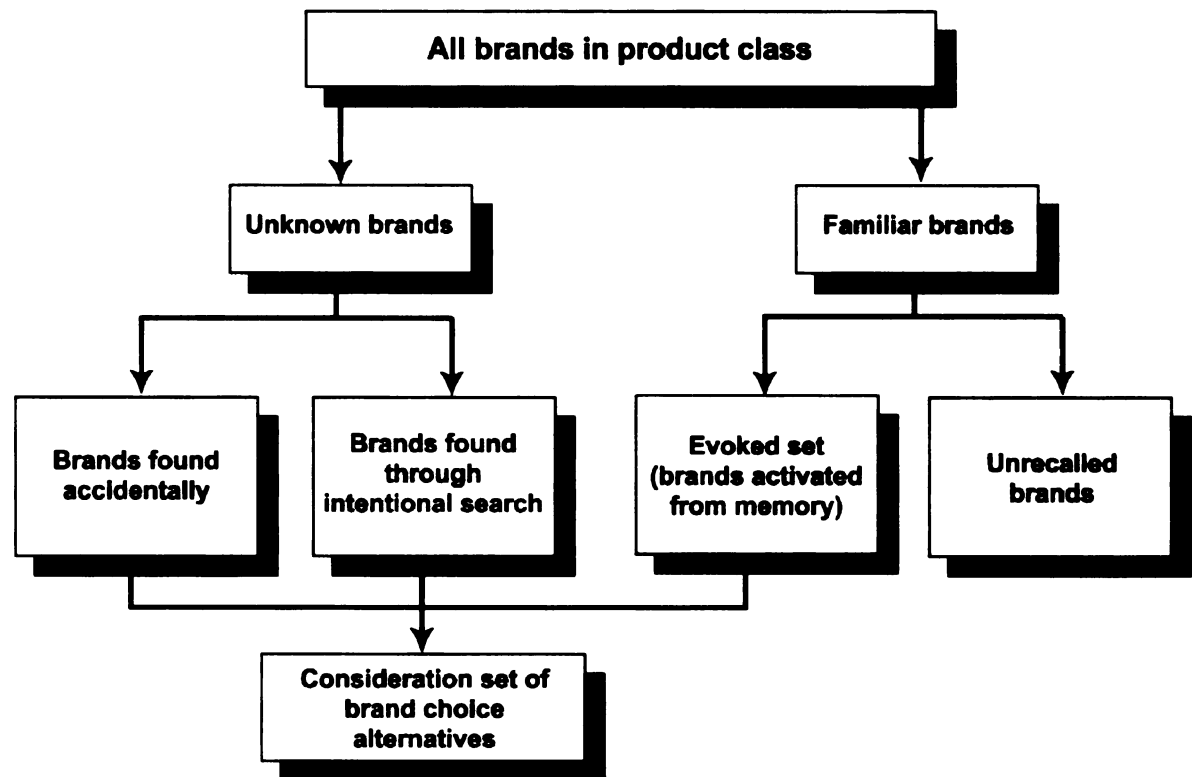 All brands in product class
Unknown brands
Familiar brands
Brands found
accidentally
Brands found
through
intentional search
Evoked set
(brands activated
from memory)
Unrecalled
brands
Consideration set of
brand choice
alternatives